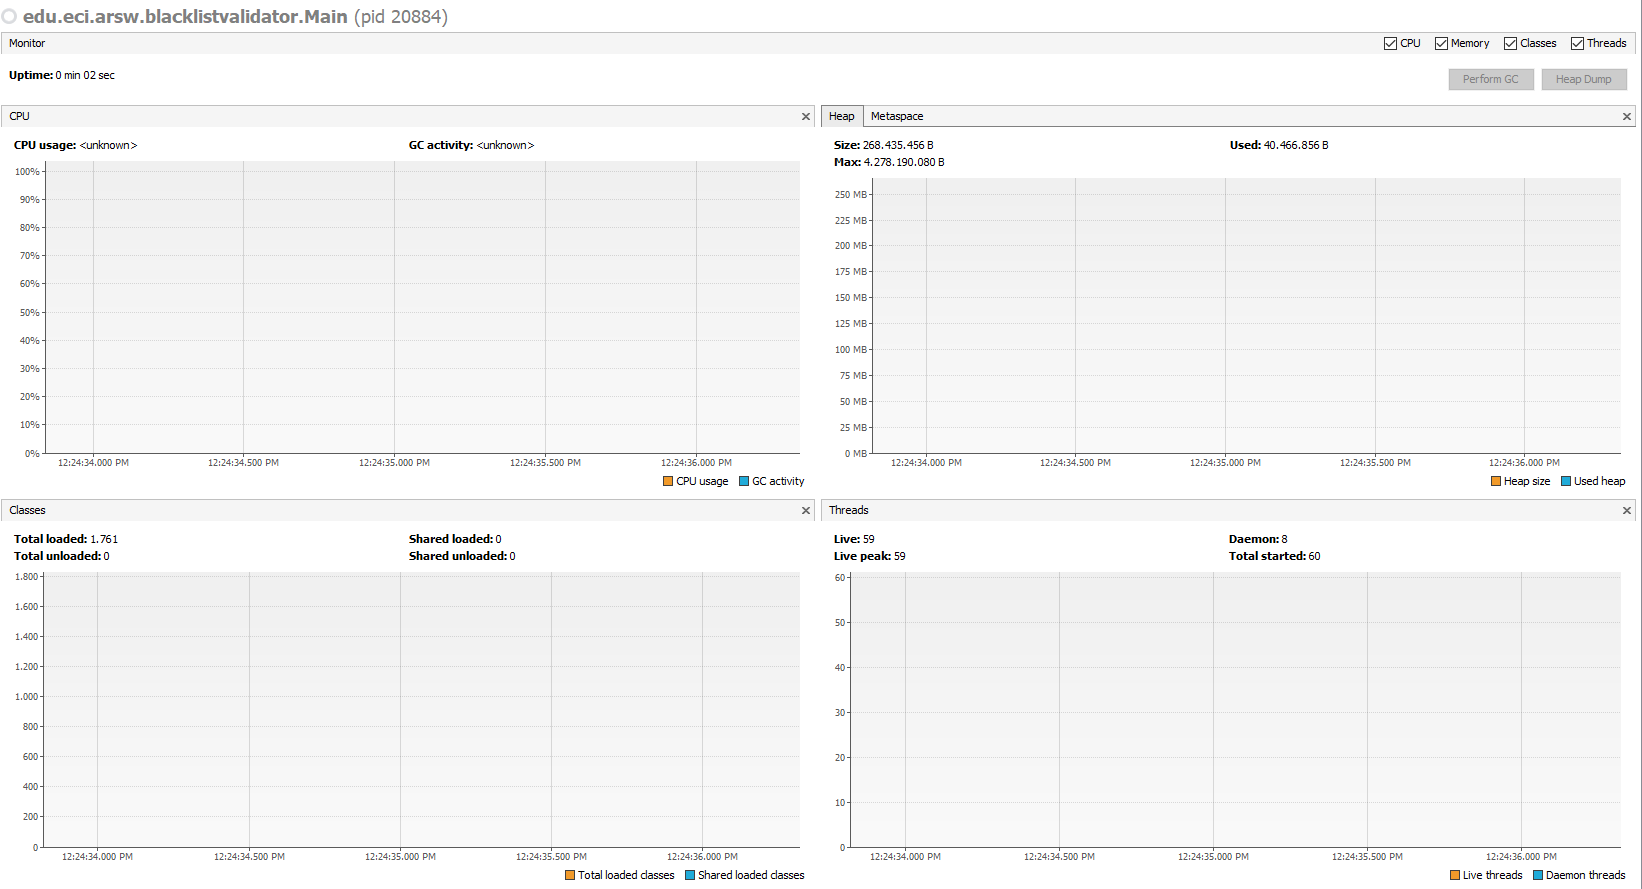 edu.eci.arsw.blacklistvalidator.Main (pid 20884)
Monitor
CPU Memory Classes Threads
Uptime: 0 min 02 sec
Perform GC Heap Dump
CPU
CPU usage: <unknown> GC activity: <unknown>
100%
90%
80%
70%
60%
50%
40%
30%
20%
10%
0%
12:24:34.000 PM 12:24:34.500 PM 12:24:35.000 PM 12:24:35.500 PM 12:24:36.000 PM
CPU usage GC activity
Heap Metaspace
Size: 268.435.456 B Used: 40.466.856 B
Max: 4.278.190.080 B
250 MB
225 MB
200 MB
175 MB
150 MB
125 MB
100 MB
75 MB
50 MB
25 MB
0 MB
12:24:34.000 PM 12:24:34.500 PM 12:24:35.000 PM 12:24:35.500 PM 12:24:36.000 PM
Heap size Used heap
Classes
Total loaded: 1.761 Shared loaded: 0
Total unloaded: 0 Shared unloaded: 0
1.800
1.600
1.400
1.200
1.000
800
600
400
200
0
12:24:34.000 PM 12:24:34.500 PM 12:24:35.000 PM 12:24:35.500 PM 12:24:36.000 PM
Total loaded classes Shared loaded classes
Threads
Live: 59 Daemon: 8
Live peak: 59 Total started: 60
60
50
40
30
20
10
0
12:24:34.000 PM 12:24:34.500 PM 12:24:35.000 PM 12:24:35.500 PM 12:24:36.000 PM
Live threads Daemon threads